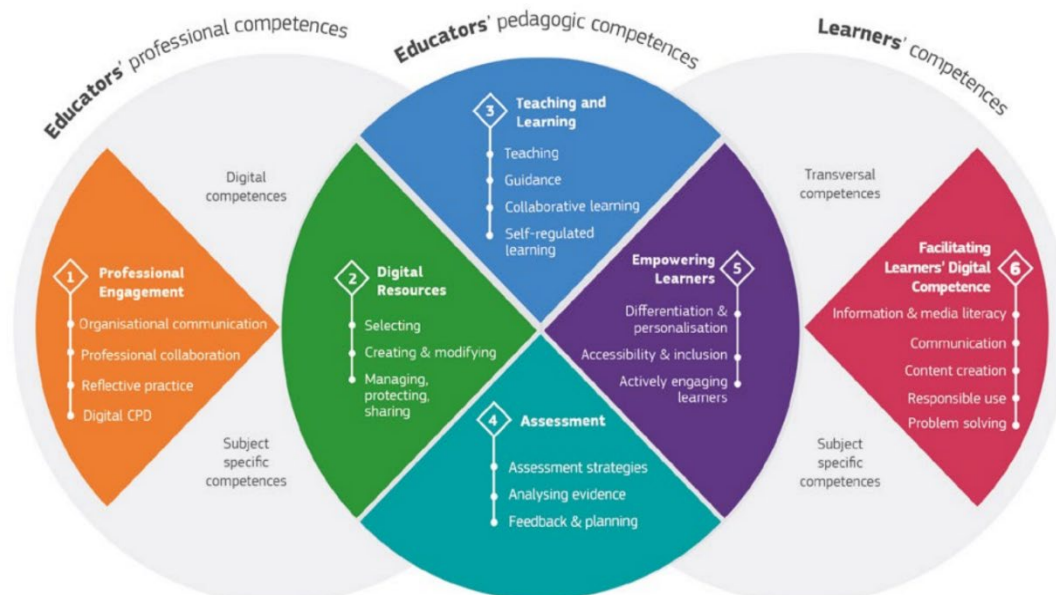 Educators' professional competences
Educators' pedagogic competences
Learners' competences
Digital
competences
Subject
specific
competences
Transversal
competences
Subject
specific
competences
1
Professional
Engagement
Organisational communication
Professional collaboration
Reflective practice
Digital CPD
2
Digital
Resources
Selecting
Creating & modifying
Managing,
protecting,
sharing
3
Teaching and
Learning
Teaching
Guidance
Collaborative learning
Self-regulated
learning
4
Assessment
Assessment strategies
Analysing evidence
Feedback & planning
5
Empowering
Learners
Differentiation &
personalisation
Accessibility & inclusion
Actively engaging
learners
6
Facilitating
Learners' Digital
Competence
Information & media literacy
Communication
Content creation
Responsible use
Problem solving